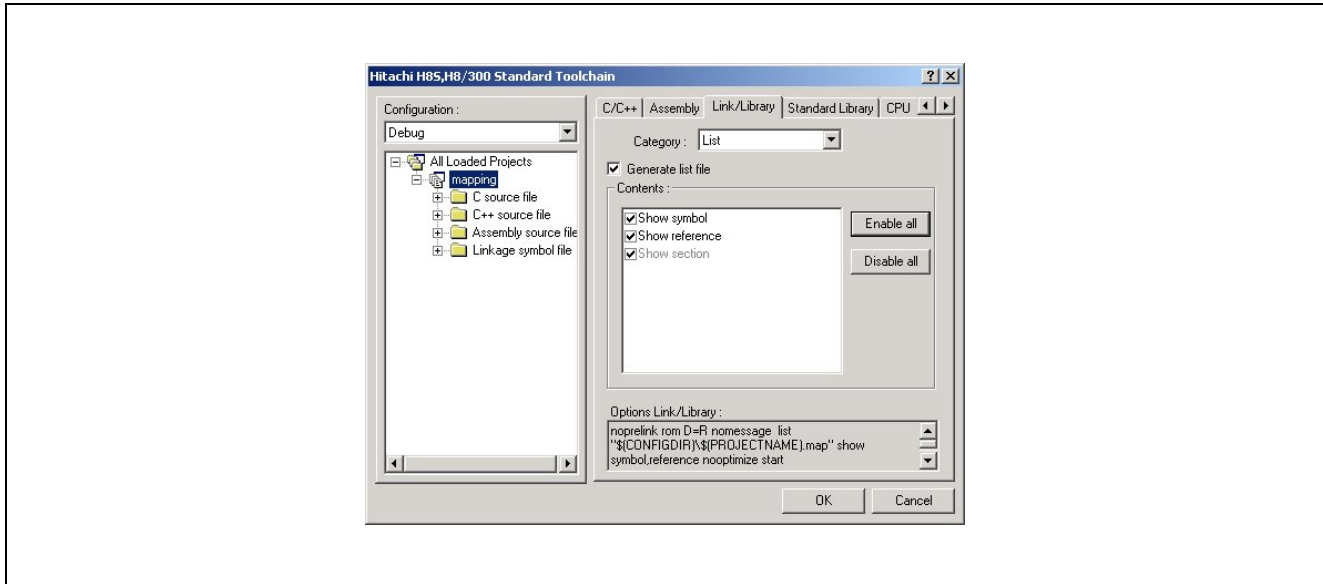 Hitachi H8S,H8/300 Standard Toolchain
Configuration :
Debug
All Loaded Projects
mapping
C source file
C++ source file
Assembly source file
Linkage symbol file
C/C++ Assembly Link/Library Standard Library CPU
Category : List
Generate list file
Contents :
Show symbol
Show reference
Show section
Enable all
Disable all
Options Link/Library :
noprelink rom D=R nomessage list
"$(CONFIGDIR)\$(PROJECTNAME).map" show
symbol,reference nooptimize start
OK Cancel